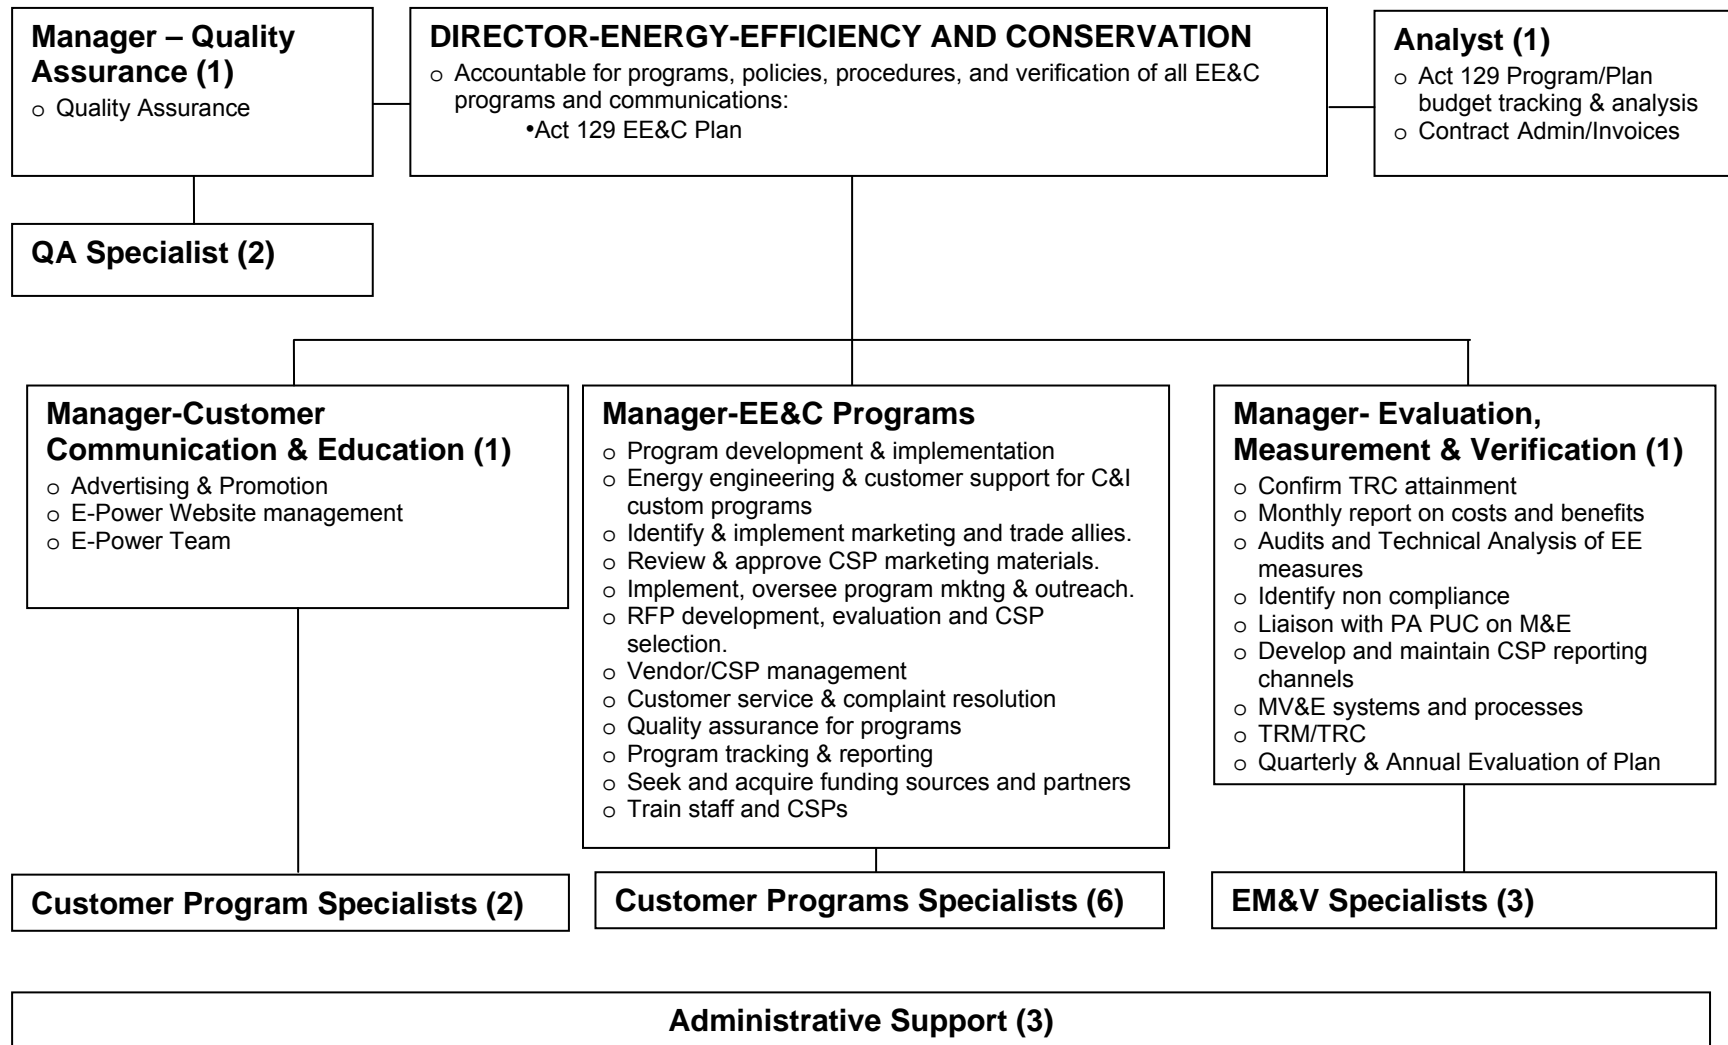 Manager – Quality
Assurance (1)
o Quality Assurance
DIRECTOR-ENERGY-EFFICIENCY AND CONSERVATION
o Accountable for programs, policies, procedures, and verification of all EE&C
programs and communications:
•Act 129 EE&C Plan
Analyst (1)
o Act 129 Program/Plan
budget tracking & analysis
o Contract Admin/Invoices
QA Specialist (2)
Manager-Customer
Communication & Education (1)
o Advertising & Promotion
o E-Power Website management
o E-Power Team
Manager-EE&C Programs
o Program development & implementation
o Energy engineering & customer support for C&I
custom programs
o Identify & implement marketing and trade allies.
o Review & approve CSP marketing materials.
o Implement, oversee program mktng & outreach.
o RFP development, evaluation and CSP
selection.
o Vendor/CSP management
o Customer service & complaint resolution
o Quality assurance for programs
o Program tracking & reporting
o Seek and acquire funding sources and partners
o Train staff and CSPs
Manager- Evaluation,
Measurement & Verification (1)
o Confirm TRC attainment
o Monthly report on costs and benefits
o Audits and Technical Analysis of EE
measures
o Identify non compliance
o Liaison with PA PUC on M&E
o Develop and maintain CSP reporting
channels
o MV&E systems and processes
o TRM/TRC
o Quarterly & Annual Evaluation of Plan
Customer Program Specialists (2)
Customer Programs Specialists (6)
EM&V Specialists (3)
Administrative Support (3)